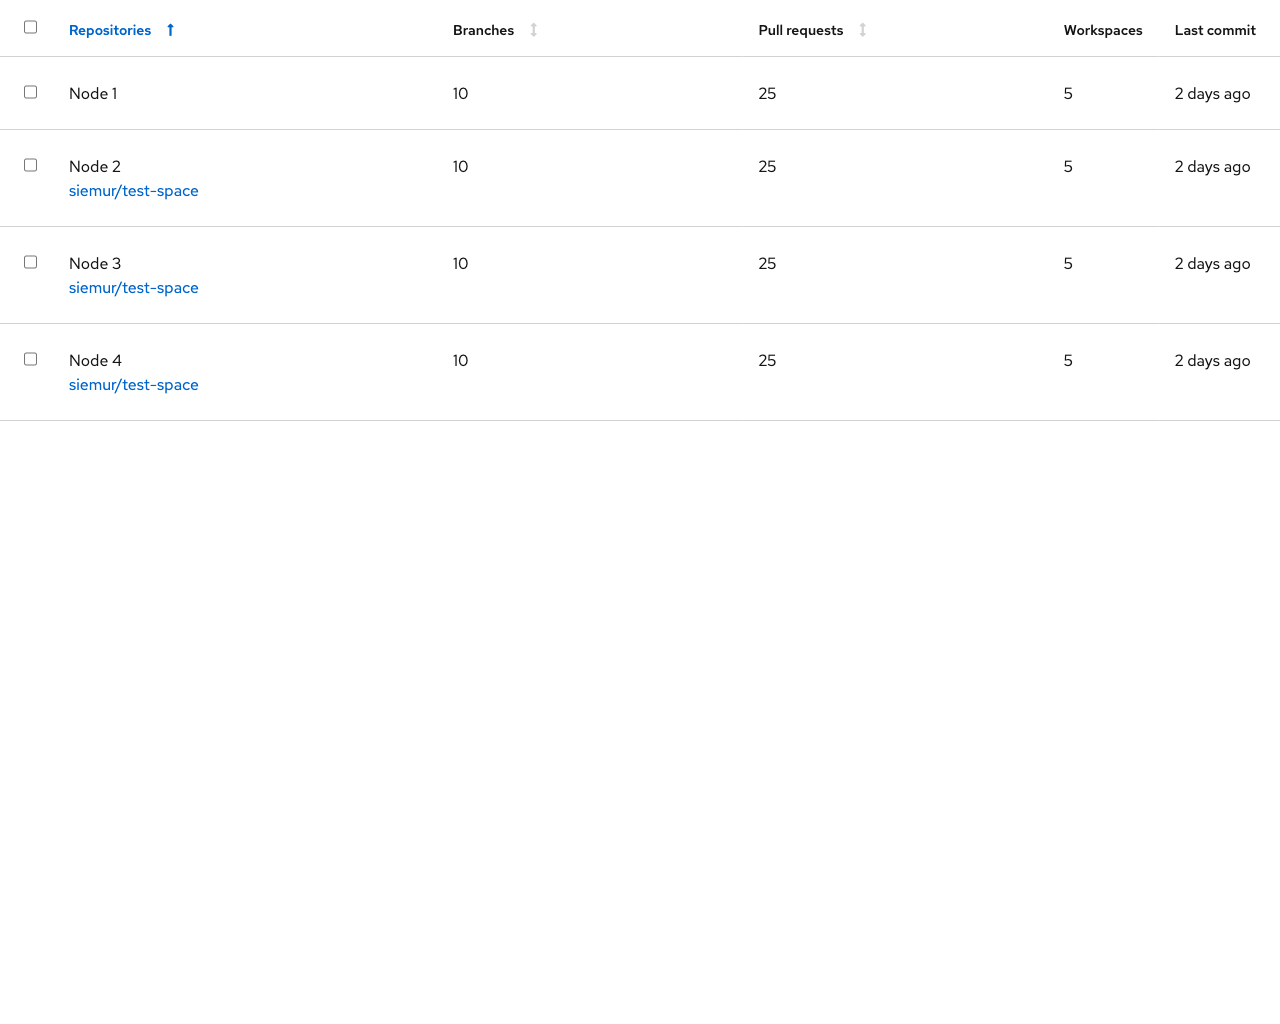 Repositories Branches Pull requests Workspaces Last commit
Node 1 10 25 5 2 days ago
Node 2 10 25 5 2 days ago
siemur/test-space
Node 3 10 25 5 2 days ago
siemur/test-space
Node 4 10 25 5 2 days ago
siemur/test-space